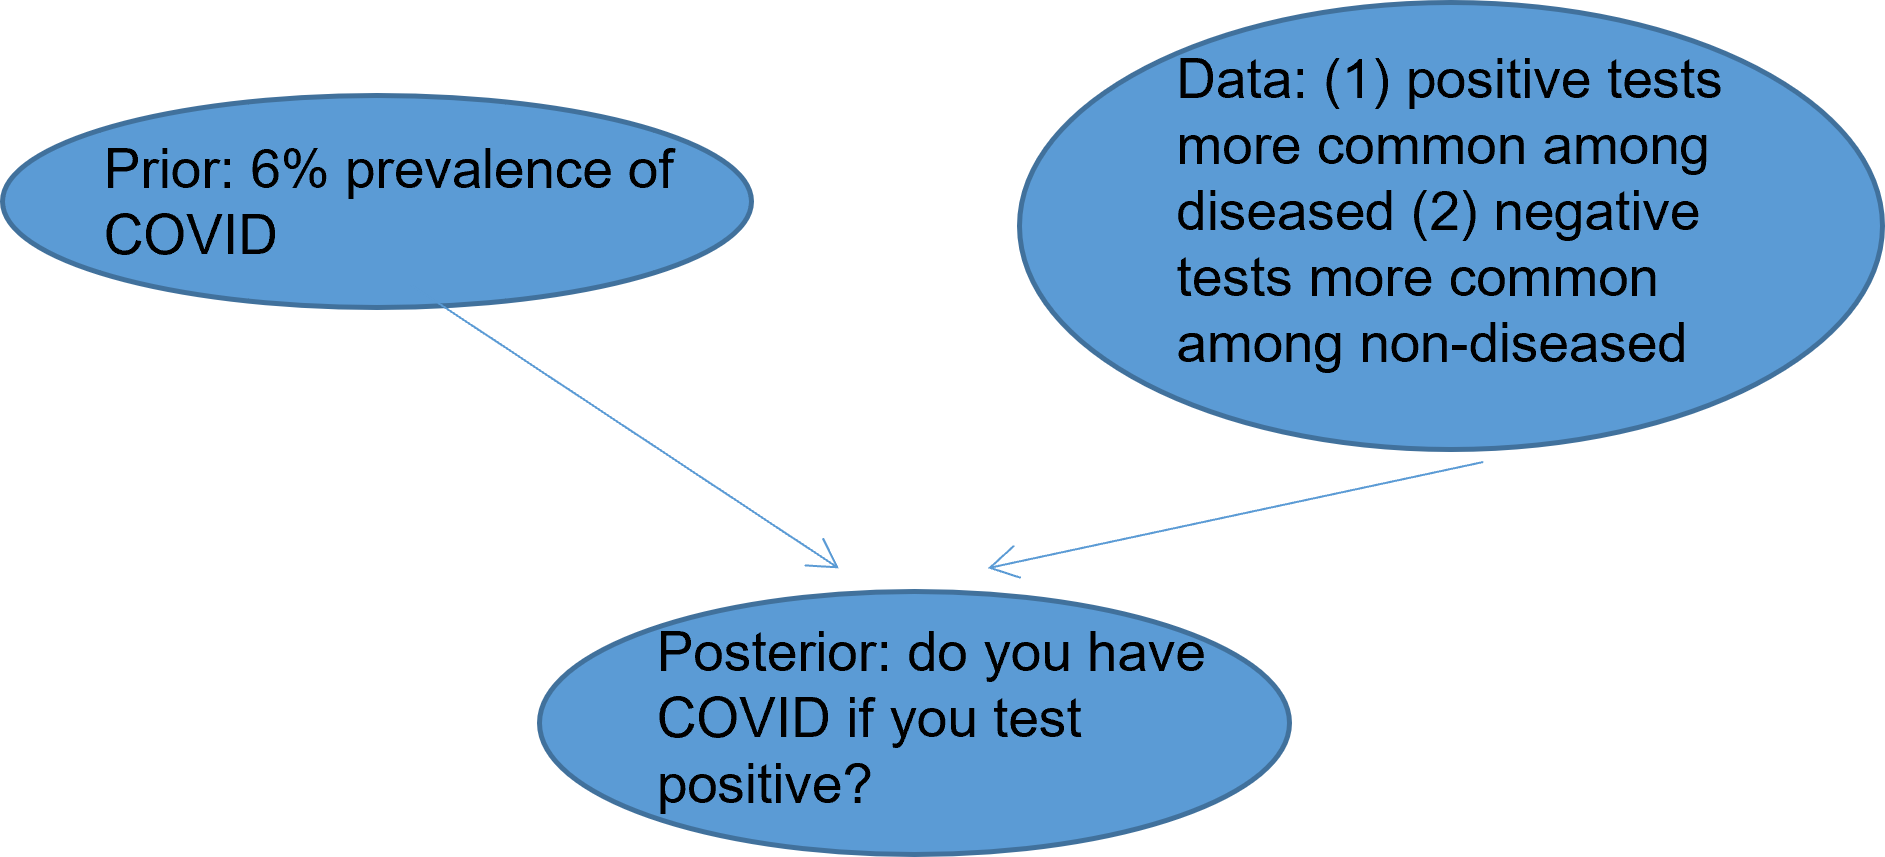 Prior: 6% prevalence of
COVID
Data: (1) positive tests
more common among
diseased (2) negative
tests more common
among non-diseased
Posterior: do you have
COVID if you test
positive?